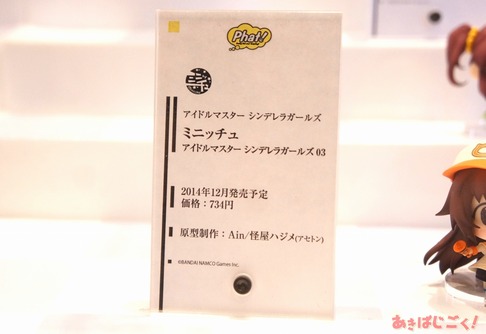 Phat!
アイドルマスター シンデレラガールズ
ミニッチュ
アイドルマスター シンデレラガールズ 03
2014年12月発売予定
価格：734円
原型制作：Ain/怪屋ハジメ(アセトン)
©BANDAI NAMCO Games Inc.
あきばじごく!